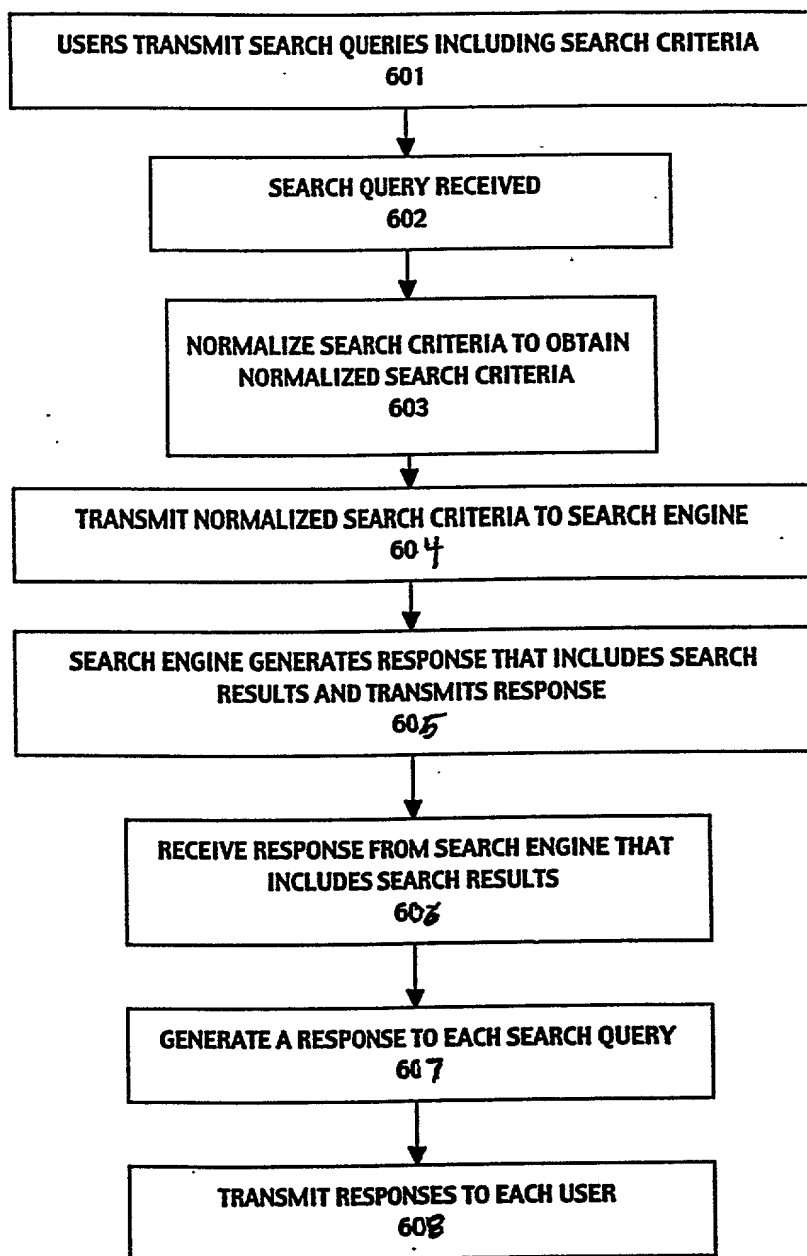 USERS TRANSMIT SEARCH QUERIES INCLUDING SEARCH CRITERIA
601
SEARCH QUERY RECEIVED
602
NORMALIZE SEARCH CRITERIA TO OBTAIN
NORMALIZED SEARCH CRITERIA
603
TRANSMIT NORMALIZED SEARCH CRITERIA TO SEARCH ENGINE
604
SEARCH ENGINE GENERATES RESPONSE THAT INCLUDES SEARCH
RESULTS AND TRANSMITS RESPONSE
605
RECEIVE RESPONSE FROM SEARCH ENGINE THAT
INCLUDES SEARCH RESULTS
606
GENERATE A RESPONSE TO EACH SEARCH QUERY
607
TRANSMIT RESPONSES TO EACH USER
608